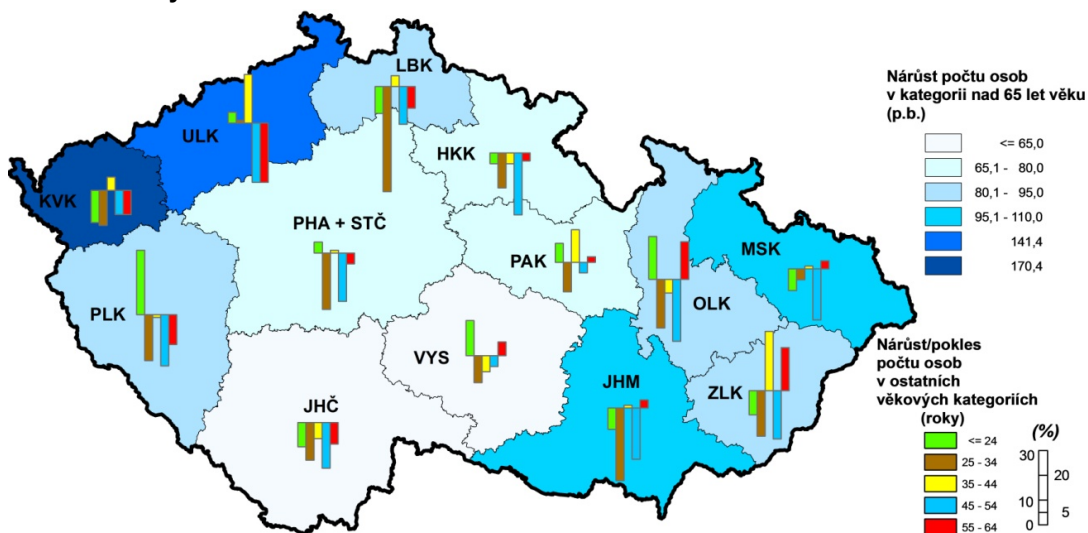 LBK
ULK
HKK
KVK
PHA + STČ
PAK
MSK
PLK
OLK
VYS
JHM
ZLK
JHČ
Nárůst počtu osob
v kategorii nad 65 let věku
(p.b.)
<= 65,0
65,1 - 80,0
80,1 - 95,0
95,1 - 110,0
141,4
170,4
Nárůst/pokles
počtu osob
v ostatních
věkových kategoriích
(roky)
<= 24
25 - 34
35 - 44
45 - 54
55 - 64
(%)
30
20
10
5
0